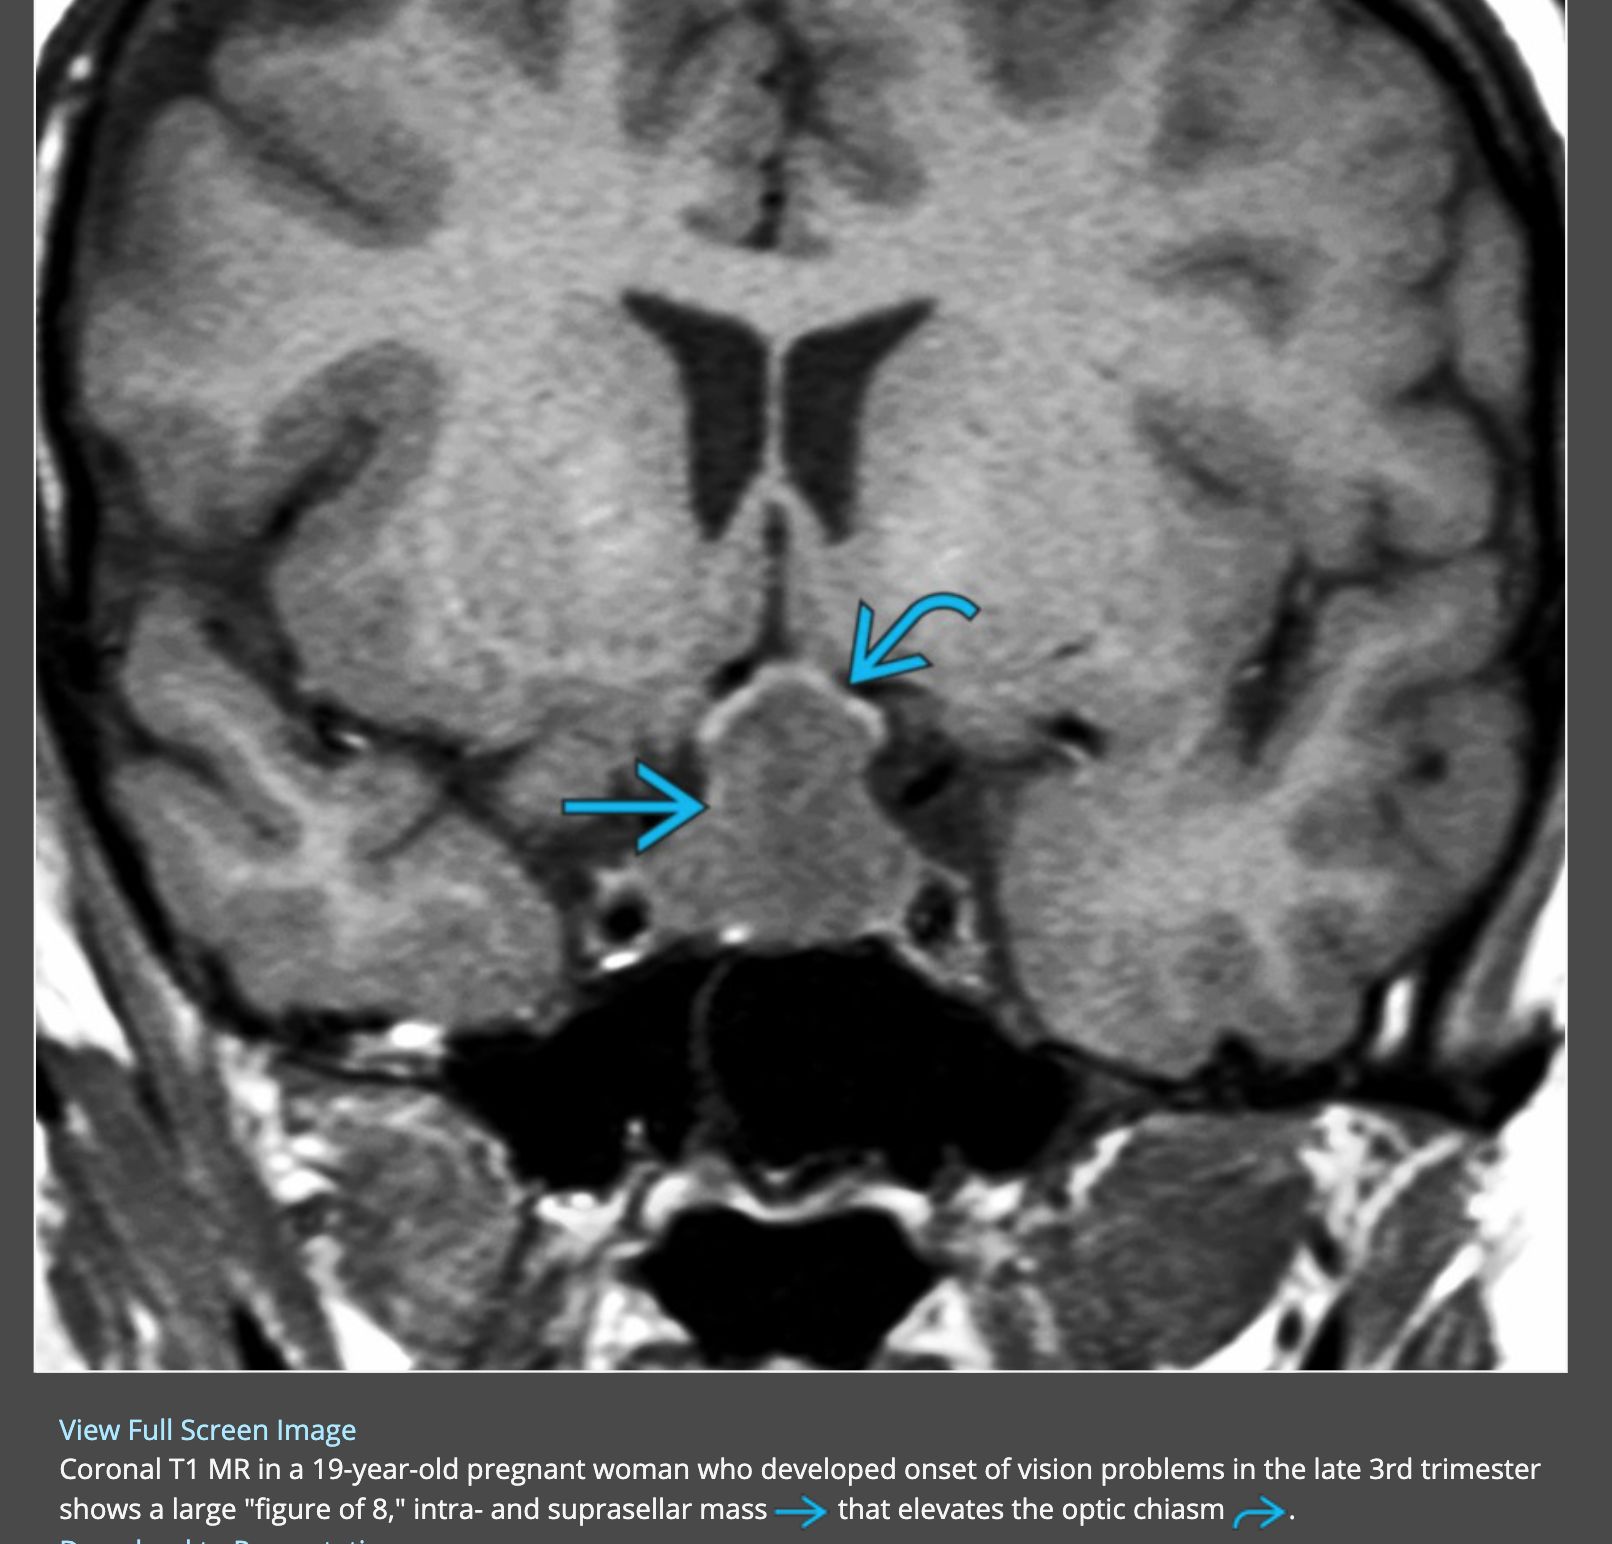 View Full Screen Image
Coronal T1 MR in a 19-year-old pregnant woman who developed onset of vision problems in the late 3rd trimester
shows a large "figure of 8," intra- and suprasellar mass that elevates the optic chiasm .